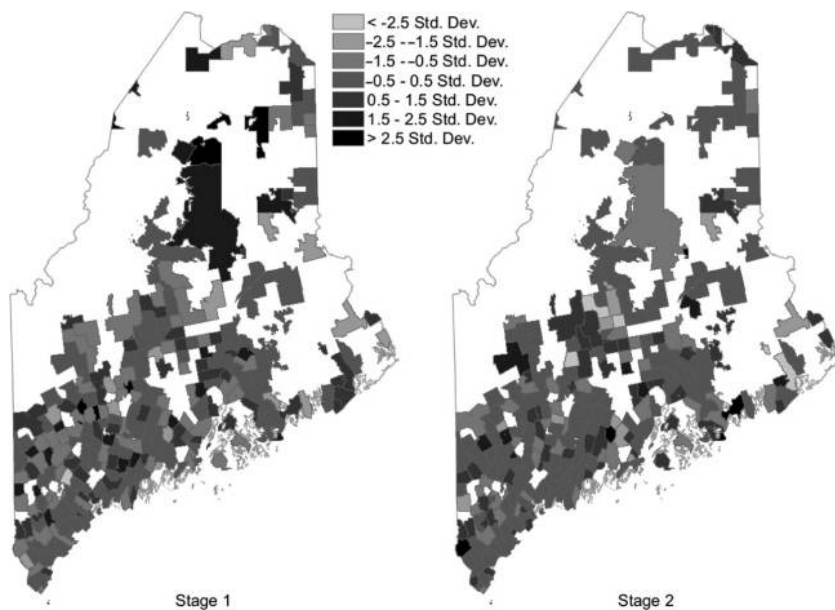 < -2.5 Std. Dev.
-2.5 --1.5 Std. Dev.
-1.5 --0.5 Std. Dev.
-0.5 - 0.5 Std. Dev.
0.5 - 1.5 Std. Dev.
1.5 - 2.5 Std. Dev.
> 2.5 Std. Dev.
Stage 1
Stage 2